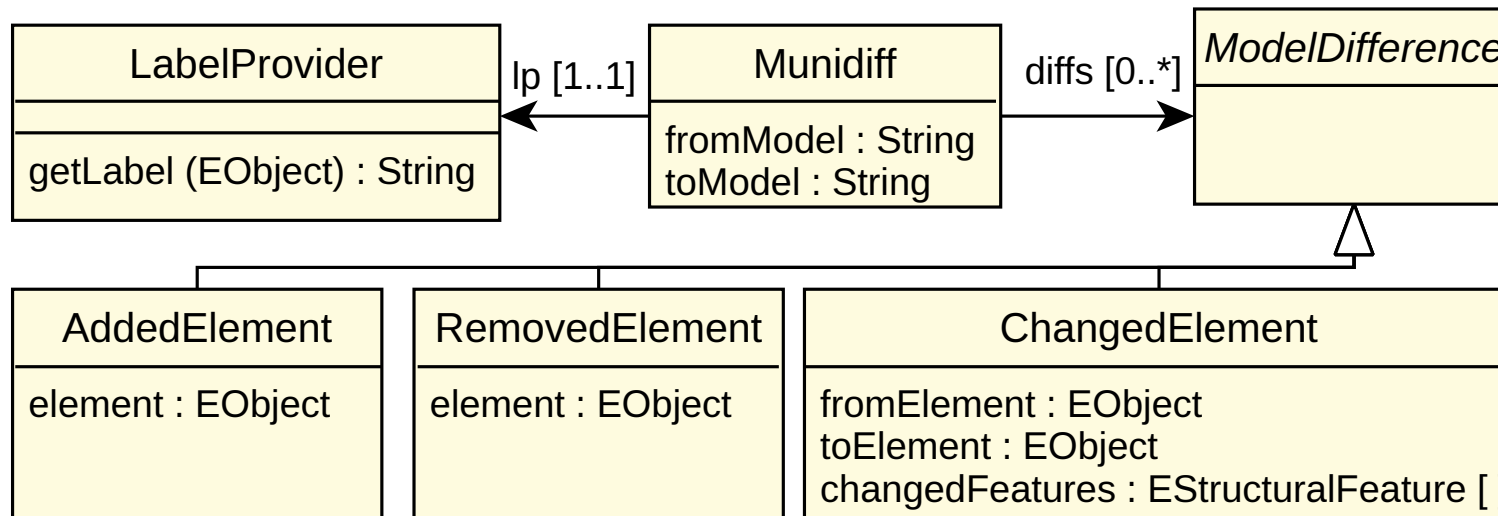 LabelProvider
getLabel (EObject) : String
lp [1..1]
Munidiff
fromModel : String
toModel : String
diffs [0..*]
ModelDifference
AddedElement
element : EObject
RemovedElement
element : EObject
ChangedElement
fromElement : EObject
toElement : EObject
changedFeatures : EStructuralFeature [